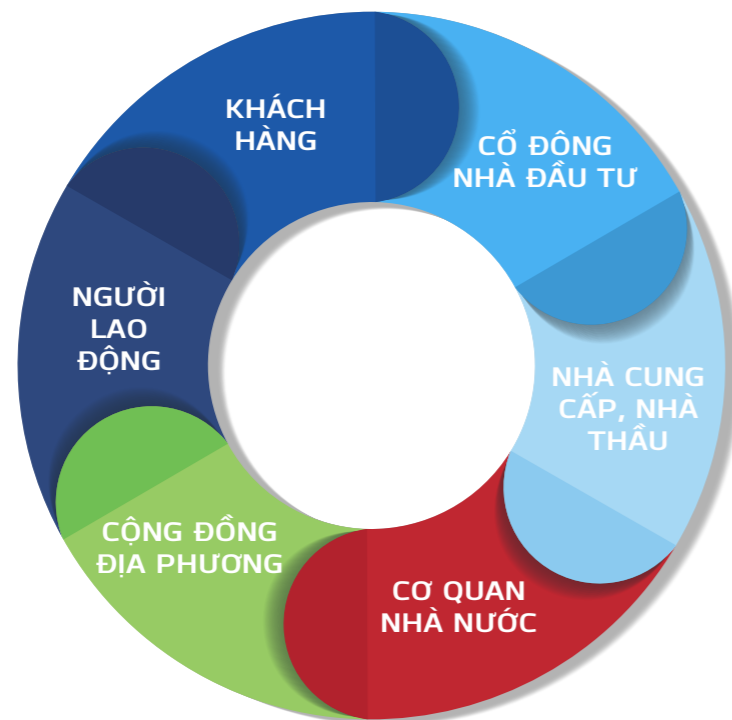 KHÁCH
HÀNG
CỔ ĐÔNG
NHÀ ĐẦU TƯ
NHÀ CUNG
CẤP, NHÀ
THẦU
CƠ QUAN
NHÀ NƯỚC
CỘNG ĐỒNG
ĐỊA PHƯƠNG
NGƯỜI
LAO
ĐỘNG